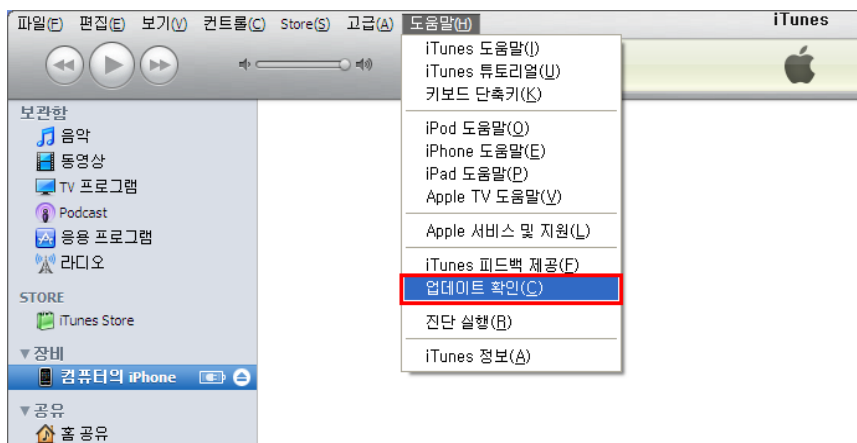 파일(F) 편집(E) 보기(V) 컨트롤(C) Store(S) 고급(A) 도움말(H) iTunes
iTunes 도움말(I)
iTunes 튜토리얼(U)
키보드 단축키(K)
iPod 도움말(O)
iPhone 도움말(E)
iPad 도움말(P)
Apple TV 도움말(V)
Apple 서비스 및 지원(L)
iTunes 피드백 제공(F)
업데이트 확인(C)
진단 실행(R)
iTunes 정보(A)
보관함
음악
동영상
TV 프로그램
Podcast
응용 프로그램
라디오
STORE
iTunes Store
장비
컴퓨터의 iPhone
공유
홈 공유